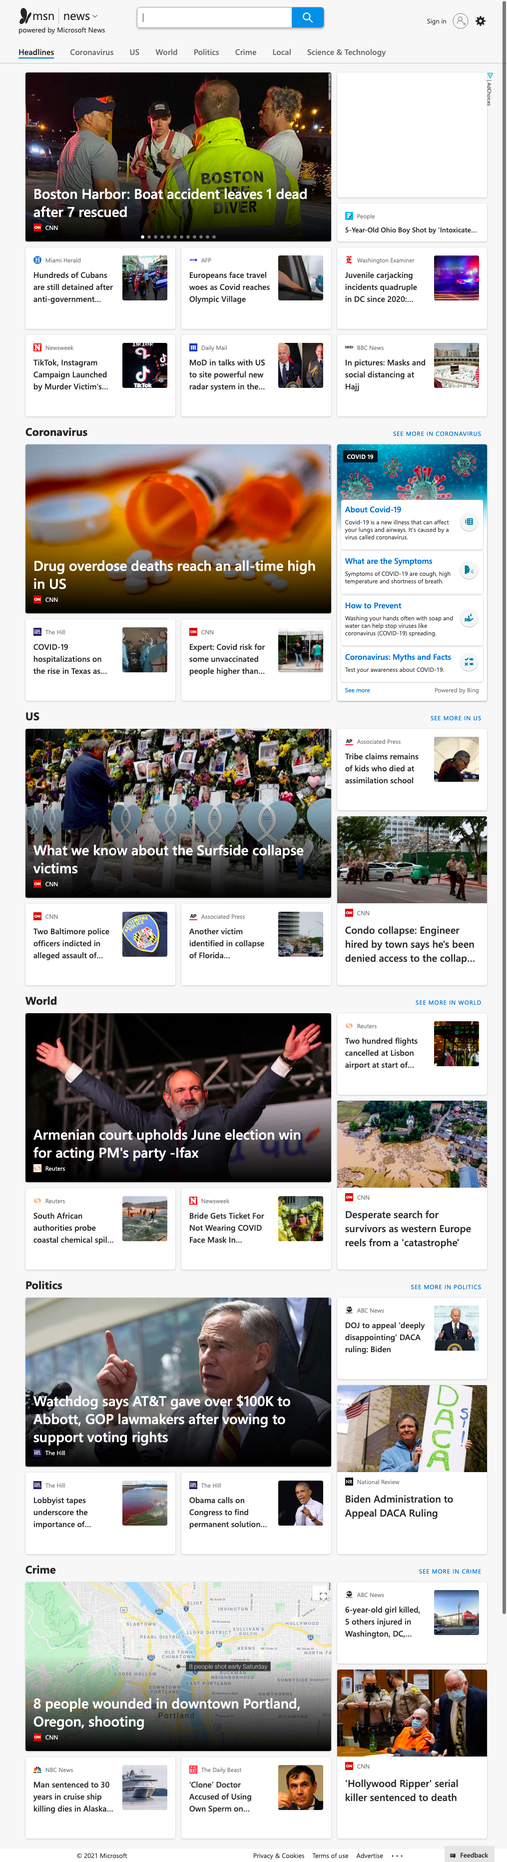 msn news
powered by Microsoft News
Sign in
Headlines Coronavirus US World Politics Crime Local Science & Technology
AdChoices
BOSTON
FIRE
DIVER
Boston Harbor: Boat accident leaves 1 dead
after 7 rescued
CNN
People
5-Year-Old Ohio Boy Shot by 'Intoxicate...
Miami Herald
Hundreds of Cubans
are still detained after
anti-government...
AFP
Europeans face travel
woes as Covid reaches
Olympic Village
Washington Examiner
Juvenile carjacking
incidents quadruple
in DC since 2020:...
Newsweek
TikTok, Instagram
Campaign Launched
by Murder Victim's...
TikTok
Daily Mail
MoD in talks with US
to site powerful new
radar system in the...
BBC News
In pictures: Masks and
social distancing at
Hajj
Coronavirus
SEE MORE IN CORONAVIRUS
Drug overdose deaths reach an all-time high
in US
CNN
COVID 19
About Covid-19
Covid-19 is a new illness that can affect
your lungs and airways. It's caused by a
virus called coronavirus.
What are the Symptoms
Symptoms of COVID-19 are cough, high
temperature and shortness of breath.
How to Prevent
Washing your hands often with soap and
water can help stop viruses like
coronavirus (COVID-19) spreading.
Coronavirus: Myths and Facts
Test your awareness about COVID-19.
See more
Powered by Bing
The Hill
COVID-19
hospitalizations on
the rise in Texas as...
CNN
Expert: Covid risk for
some unvaccinated
people higher than...
US
SEE MORE IN US
What we know about the Surfside collapse
victims
CNN
Associated Press
Tribe claims remains
of kids who died at
assimilation school
CNN
Condo collapse: Engineer
hired by town says he's been
denied access to the collap...
CNN
Two Baltimore police
officers indicted in
alleged assault of...
Associated Press
Another victim
identified in collapse
of Florida...
World
SEE MORE IN WORLD
Armenian court upholds June election win
for acting PM's party -Ifax
Reuters
Reuters
Two hundred flights
cancelled at Lisbon
airport at start of...
CNN
Desperate search for
survivors as western Europe
reels from a 'catastrophe'
Reuters
South African
authorities probe
coastal chemical spil...
Newsweek
Bride Gets Ticket For
Not Wearing COVID
Face Mask In...
Politics
SEE MORE IN POLITICS
Watchdog says AT&T gave over $100K to
Abbott, GOP lawmakers after vowing to
support voting rights
The Hill
ABC News
DOJ to appeal 'deeply
disappointing' DACA
ruling: Biden
DACA
National Review
Biden Administration to
Appeal DACA Ruling
The Hill
Lobbyist tapes
underscore the
importance of...
The Hill
Obama calls on
Congress to find
permanent solution...
Crime
SEE MORE IN CRIME
8 people shot early Saturday
Portland
8 people wounded in downtown Portland,
Oregon, shooting
CNN
ABC News
6-year-old girl killed,
5 others injured in
Washington, DC,...
CNN
'Hollywood Ripper' serial
killer sentenced to death
NBC News
Man sentenced to 30
years in cruise ship
killing dies in Alaska...
The Daily Beast
'Clone' Doctor
Accused of Using
Own Sperm on...
© 2021 Microsoft
Privacy & Cookies Terms of use Advertise ...
Feedback